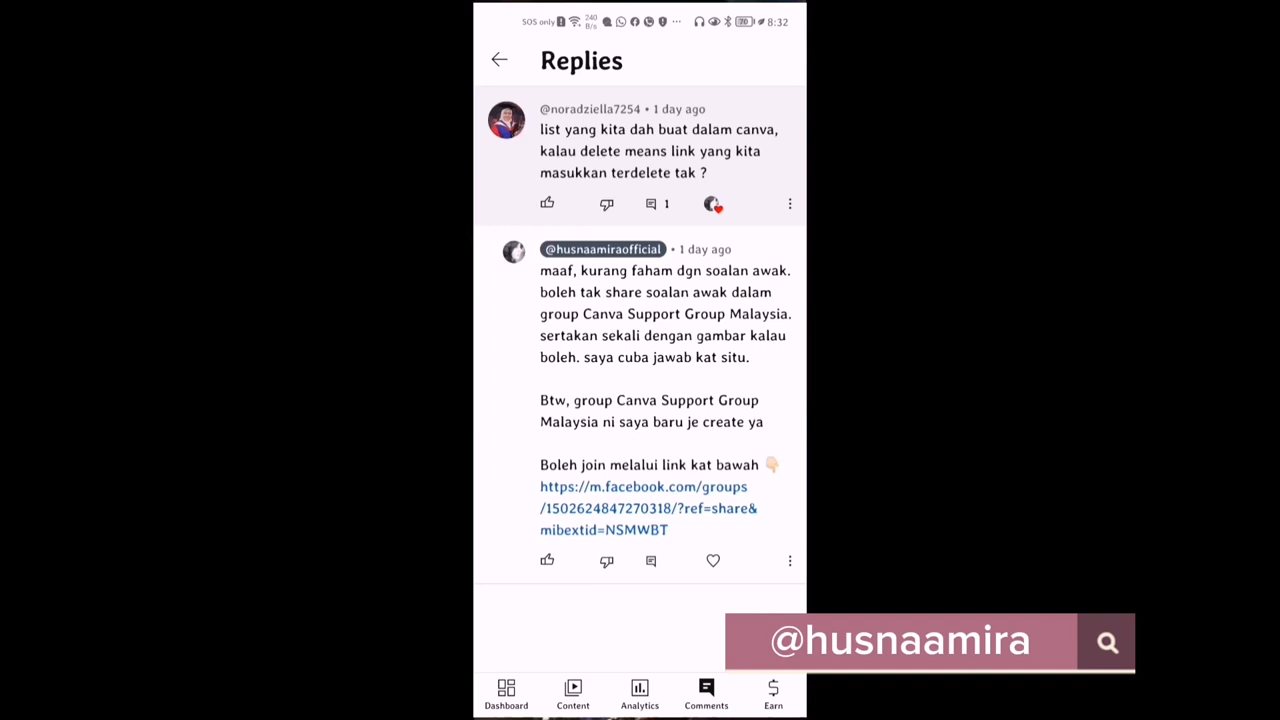 SOS only 240 B/s ... 70 8:32
Replies
@noradziella7254 • 1 day ago
list yang kita dah buat dalam canva,
kalau delete means link yang kita
masukkan terdelete tak ?
1
@husnaamiraofficial • 1 day ago
maaf, kurang faham dgn soalan awak.
boleh tak share soalan awak dalam
group Canva Support Group Malaysia.
sertakan sekali dengan gambar kalau
boleh. saya cuba jawab kat situ.
Btw, group Canva Support Group
Malaysia ni saya baru je create ya
Boleh join melalui link kat bawah 👇🏻
https://m.facebook.com/groups
/1502624847270318/?ref=share&
mibextid=NSMWBT
@husnaamira
Dashboard Content Analytics Comments Earn